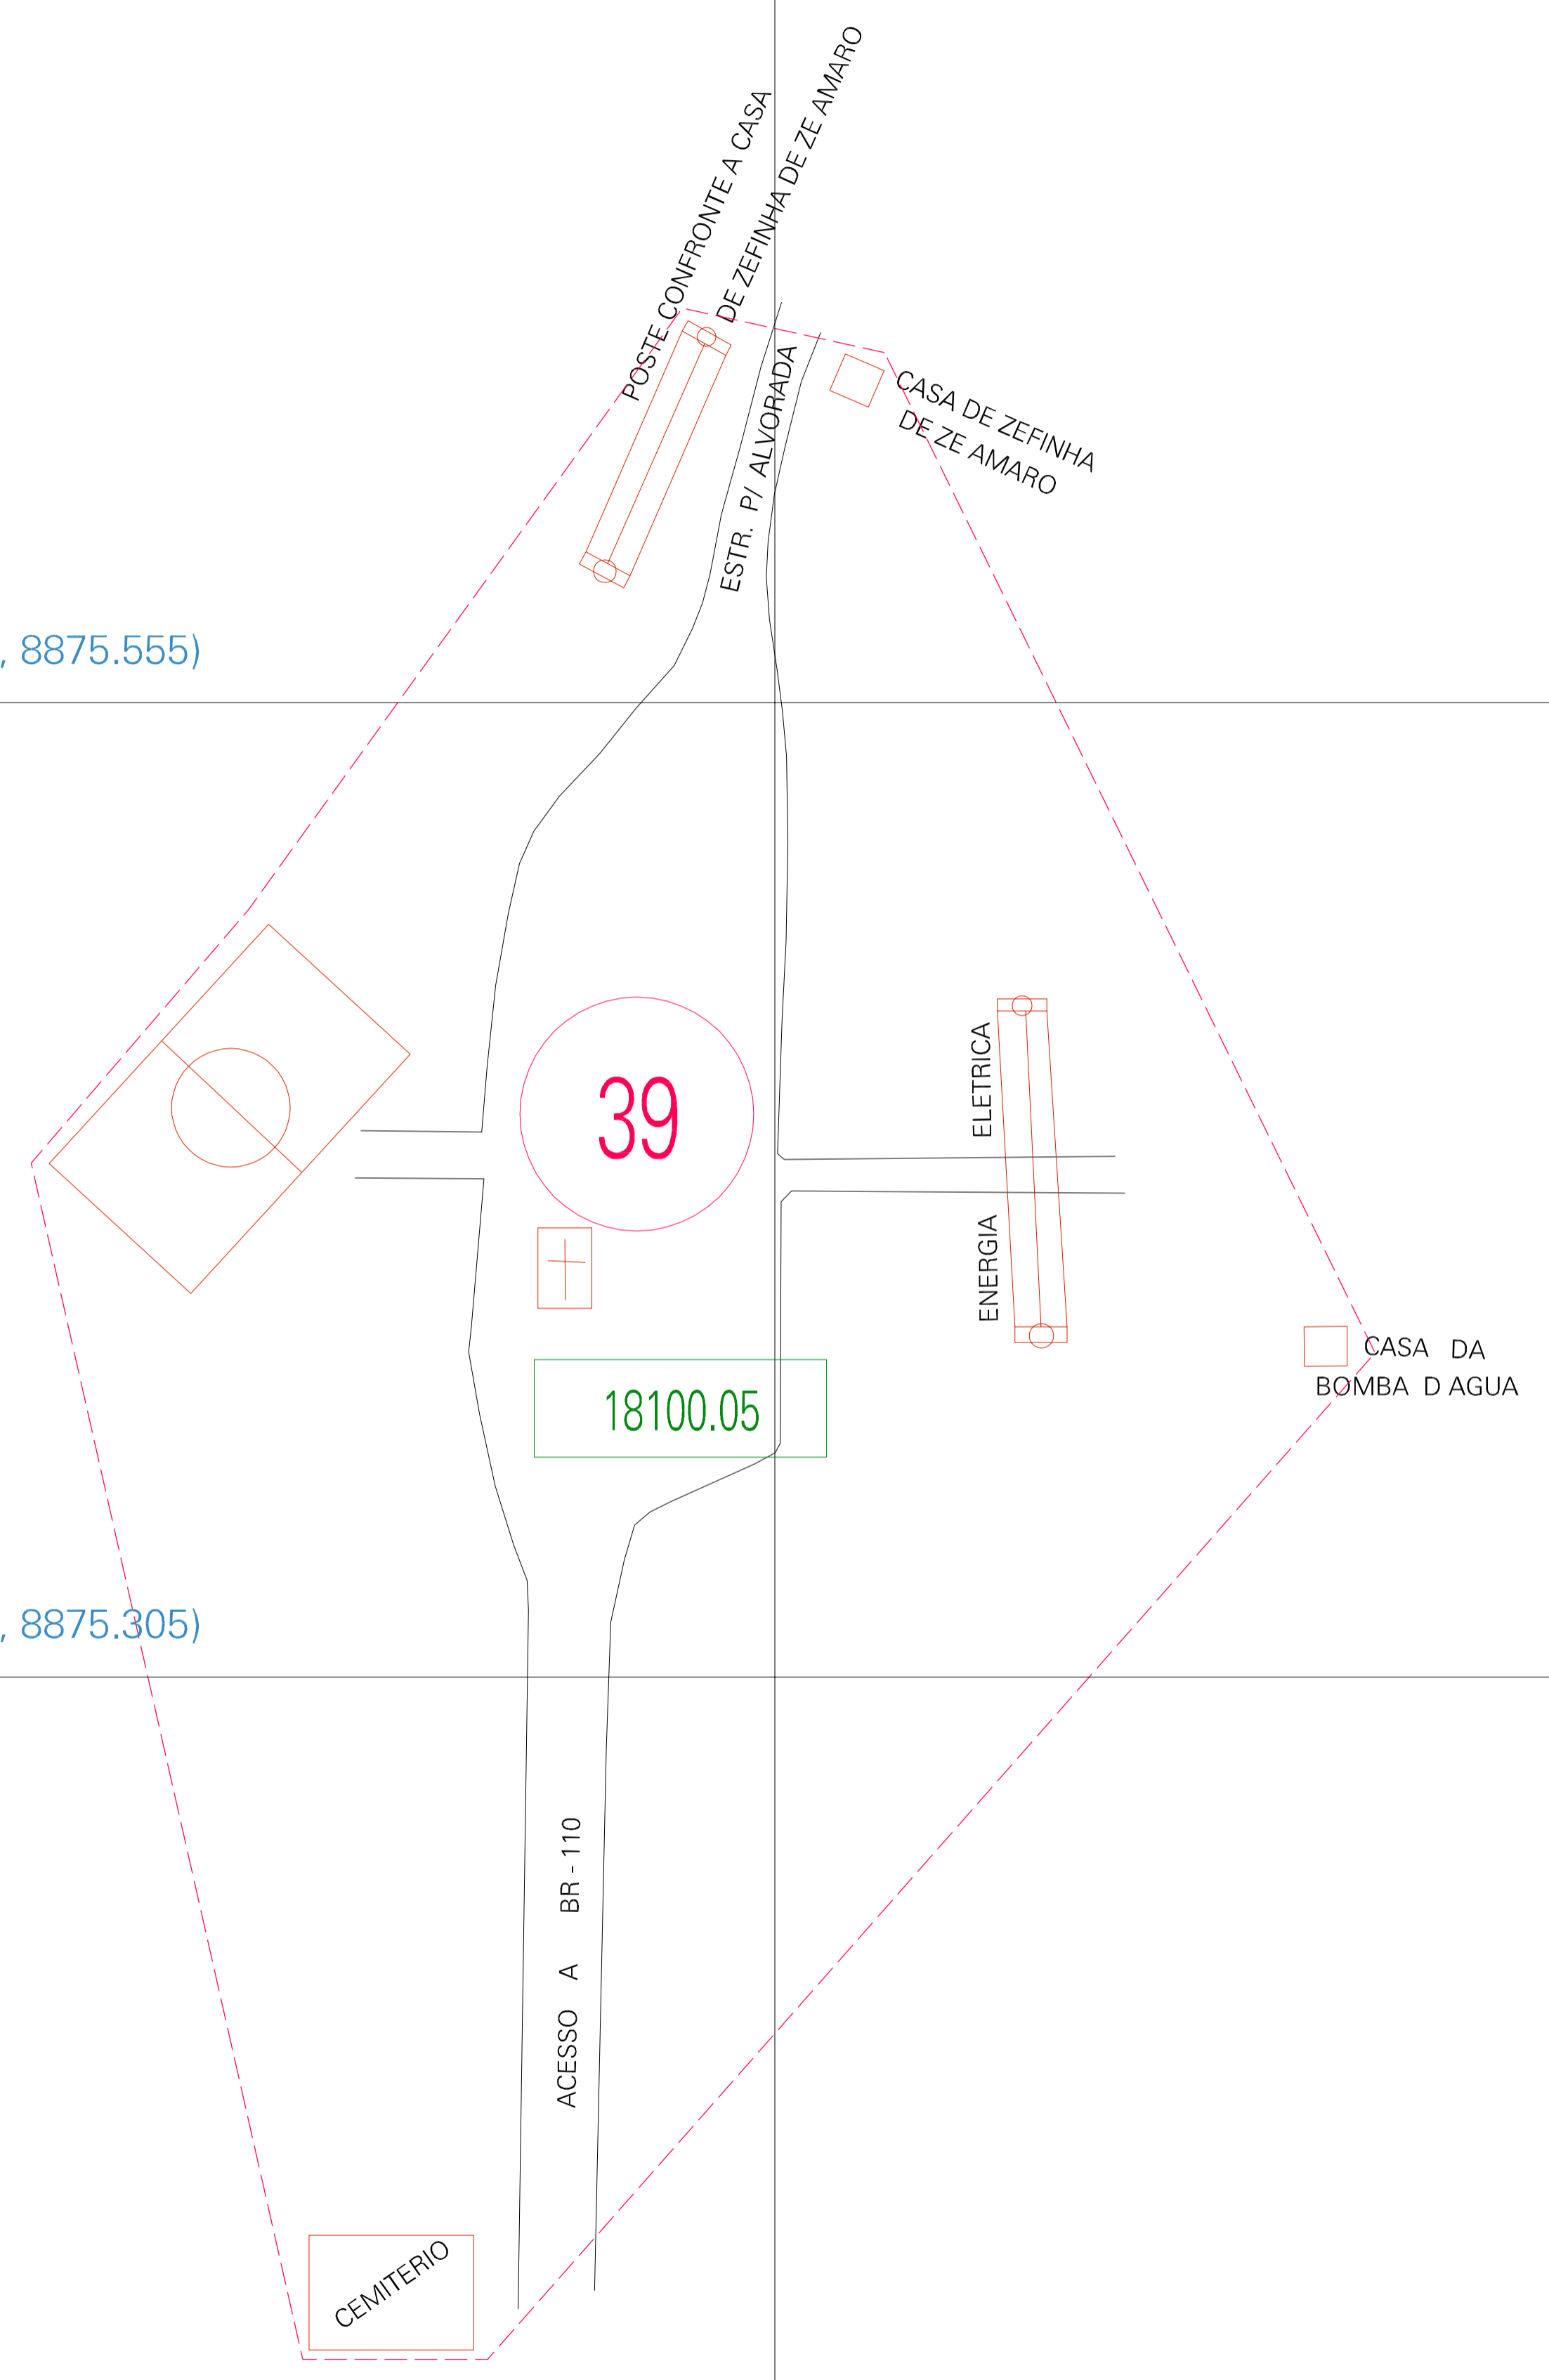 POSTE CONFRONTE A CASA
DE ZEFINHA DE ZE AMARO
ESTR. P/ ALVORADA
CASA DE ZEFINHA
DE ZE AMARO
, 8875.555)
39
ELETRICA
ENERGIA
CASA DA
BOMBA D AGUA
18100.05
, 8875.305)
ACESSO A BR - 110
CEMITERIO